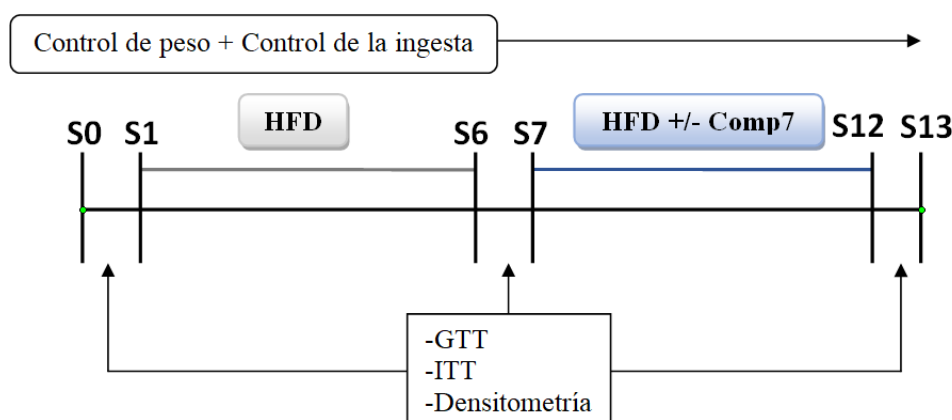 Control de peso + Control de la ingesta
HFD
HFD +/- Comp7
S0 S1 S6 S7 S12 S13
-GTT
-ITT
-Densitometría